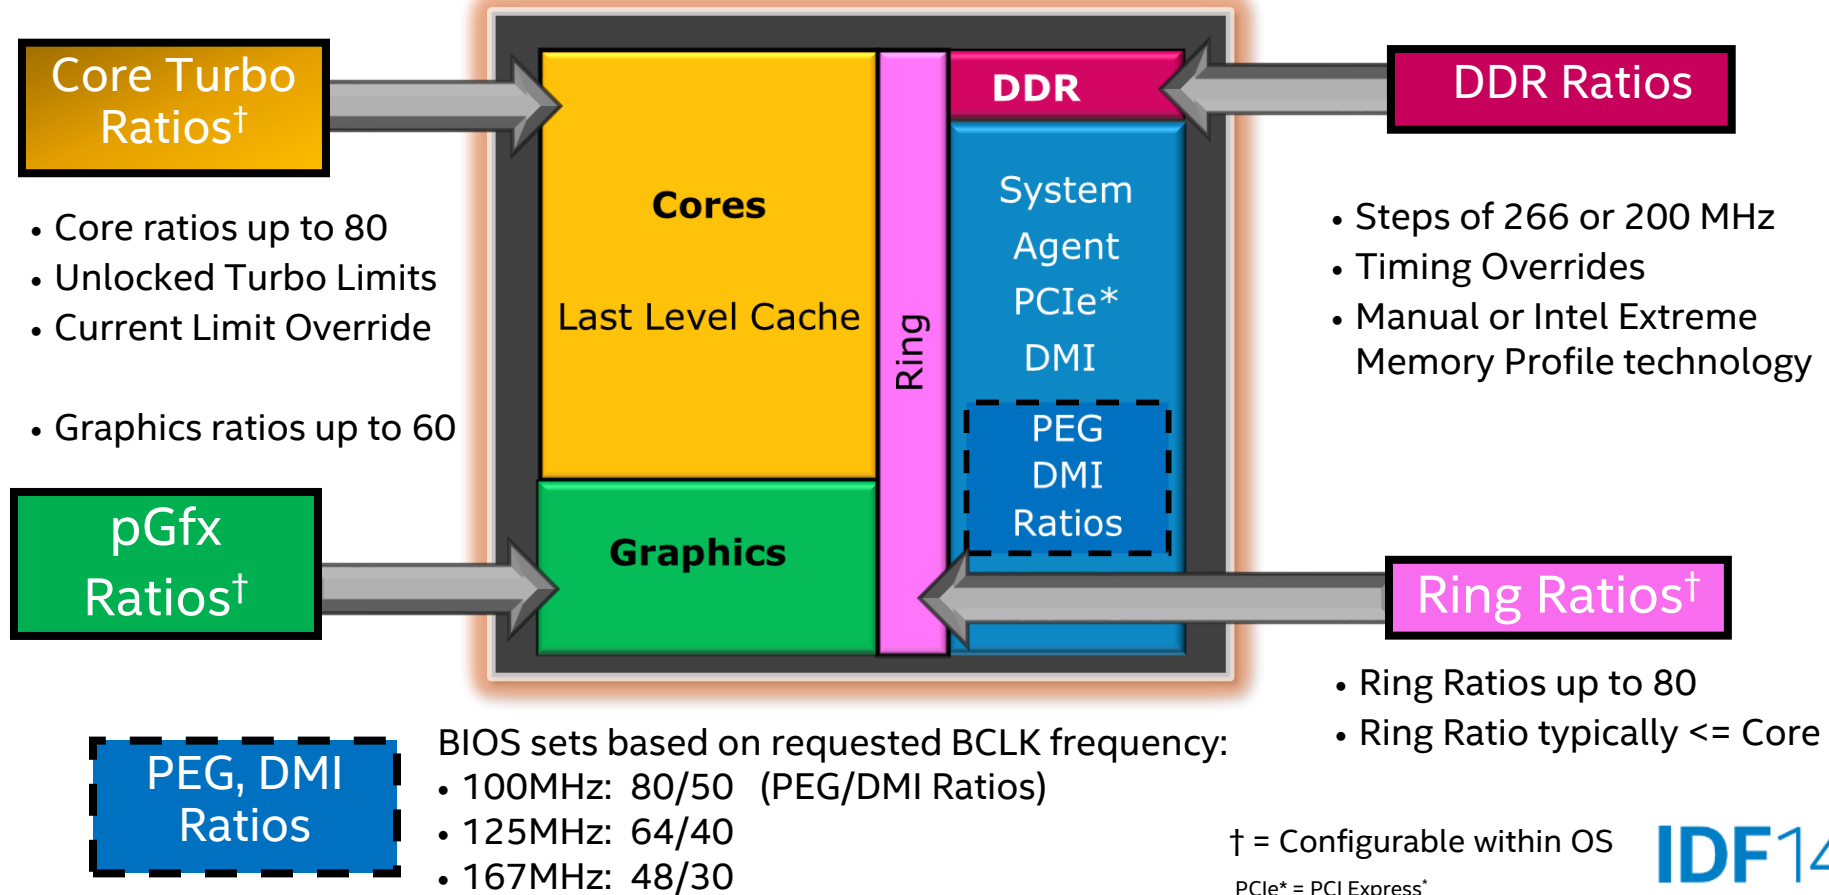 Core Turbo
Ratios†
• Core ratios up to 80
• Unlocked Turbo Limits
• Current Limit Override
• Graphics ratios up to 60
pGfx
Ratios†
Cores
Last Level Cache
Graphics
Ring
DDR
System
Agent
PCIe*
DMI
PEG
DMI
Ratios
DDR Ratios
• Steps of 266 or 200 MHz
• Timing Overrides
• Manual or Intel Extreme
Memory Profile technology
Ring Ratios†
• Ring Ratios up to 80
• Ring Ratio typically <= Core
PEG, DMI
Ratios
BIOS sets based on requested BCLK frequency:
• 100MHz: 80/50 (PEG/DMI Ratios)
• 125MHz: 64/40
• 167MHz: 48/30
† = Configurable within OS
PCIe* = PCI Express*
IDF14